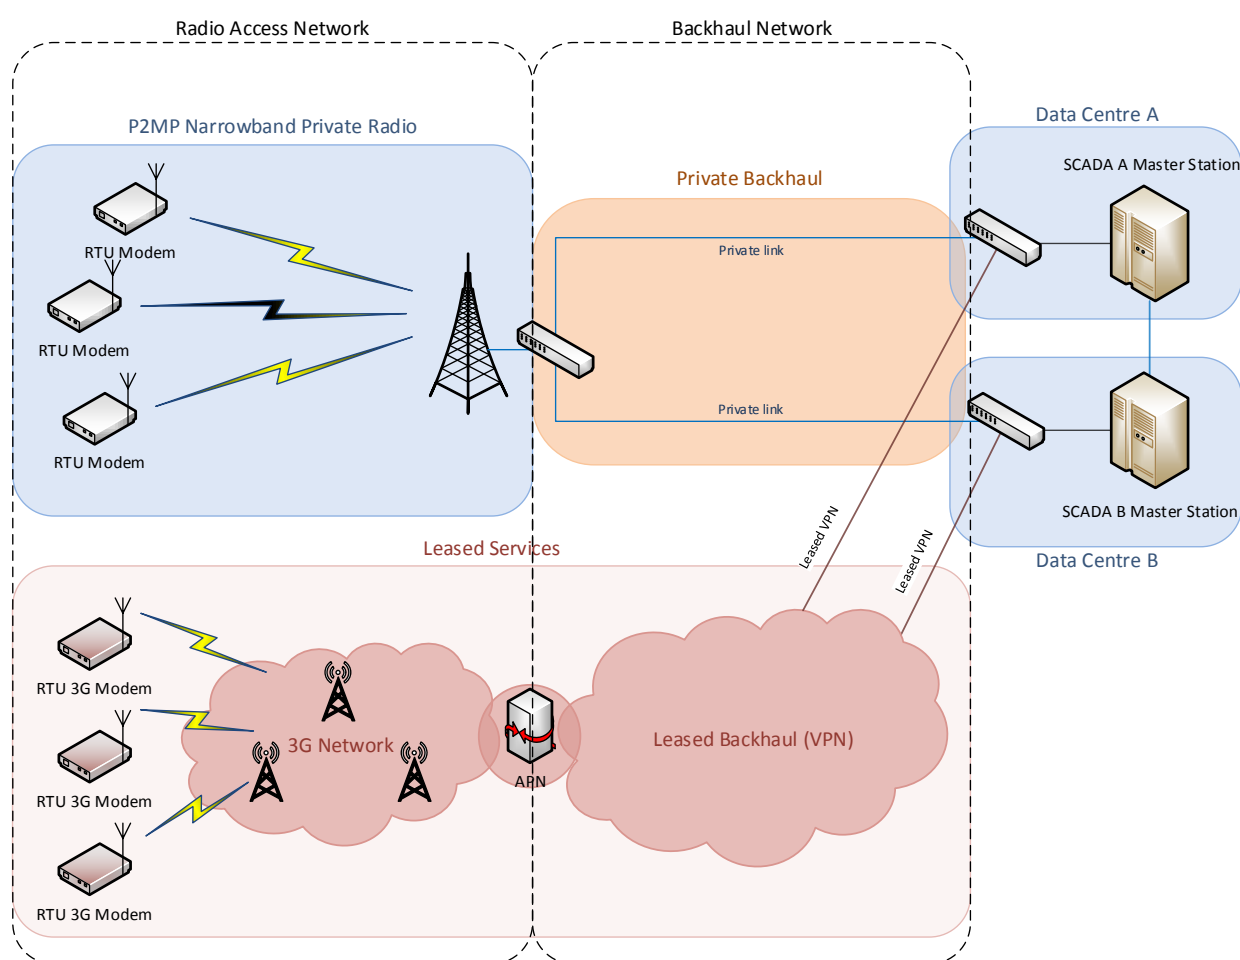 Radio Access Network
Backhaul Network
P2MP Narrowband Private Radio
Data Centre A
SCADA A Master Station
Private Backhaul
RTU Modem
Private link
RTU Modem
Private link
RTU Modem
SCADA B Master Station
Data Centre B
Leased VPN
Leased VPN
Leased Services
RTU 3G Modem
3G Network
Leased Backhaul (VPN)
RTU 3G Modem
APN
RTU 3G Modem